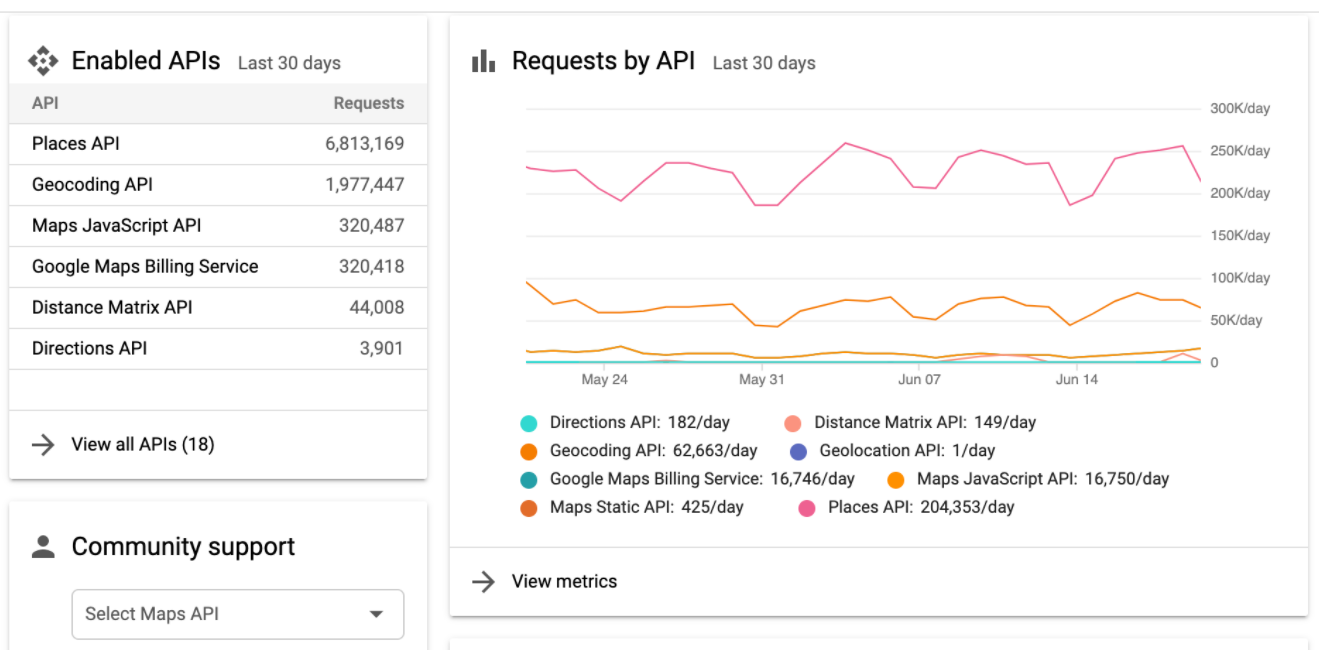 Enabled APIs Last 30 days
API Requests
Places API 6,813,169
Geocoding API 1,977,447
Maps JavaScript API 320,487
Google Maps Billing Service 320,418
Distance Matrix API 44,008
Directions API 3,901
View all APIs (18)
Community support
Select Maps API
Requests by API Last 30 days
300K/day
250K/day
200K/day
150K/day
100K/day
50K/day
0
May 24 May 31 Jun 07 Jun 14
Directions API: 182/day Distance Matrix API: 149/day
Geocoding API: 62,663/day Geolocation API: 1/day
Google Maps Billing Service: 16,746/day Maps JavaScript API: 16,750/day
Maps Static API: 425/day Places API: 204,353/day
View metrics